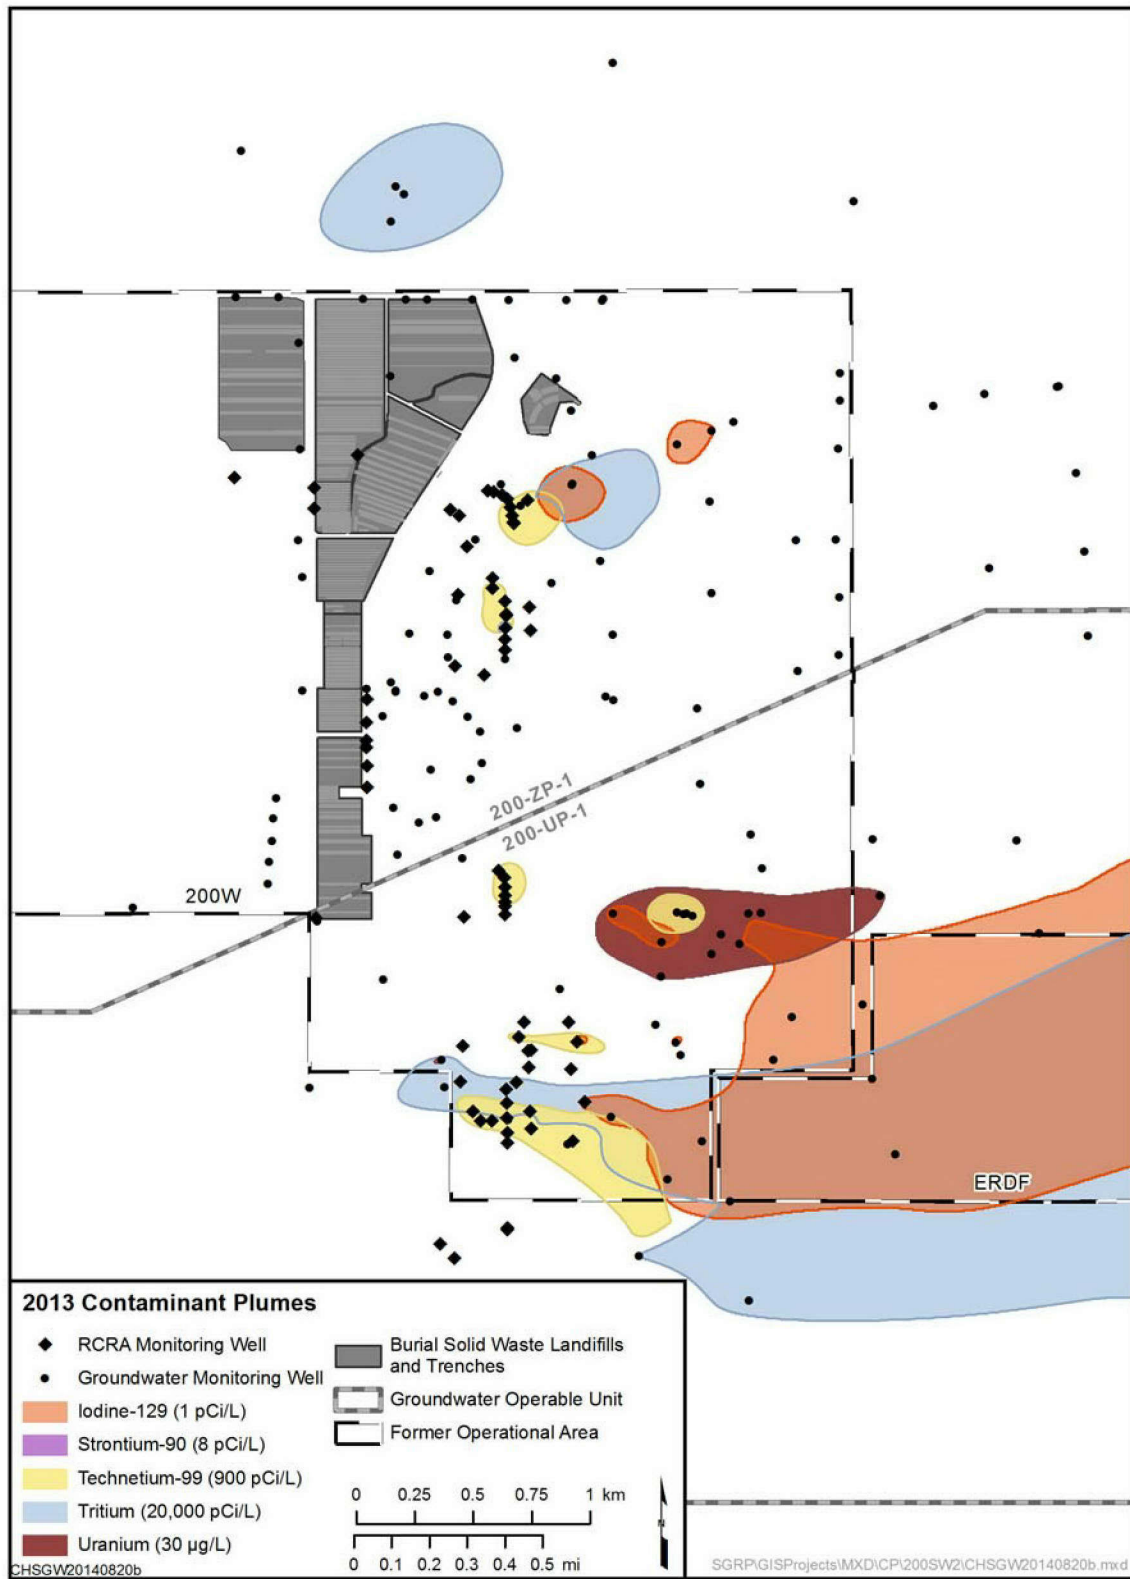 200-ZP-1
200-UP-1
200W
ERDF
2013 Contaminant Plumes
RCRA Monitoring Well
Groundwater Monitoring Well
Iodine-129 (1 pCi/L)
Strontium-90 (8 pCi/L)
Technetium-99 (900 pCi/L)
Tritium (20,000 pCi/L)
Uranium (30 µg/L)
Burial Solid Waste Landfills
and Trenches
Groundwater Operable Unit
Former Operational Area
0 0.25 0.5 0.75 1 km
0 0.1 0.2 0.3 0.4 0.5 mi
N
CHSGW20140820b
SGRP\GISProjects\MXD\CP\200SW2\CHSGW20140820b.mxd